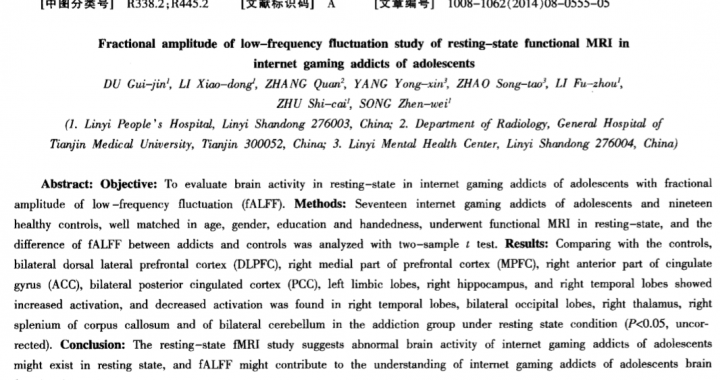 [中图分类号] R338.2;R445.2 [文献标识码] A [文章编号] 1008-1062(2014)08-0555-05
Fractional amplitude of low-frequency fluctuation study of resting-state functional MRI in
internet gaming addicts of adolescents
DU Gui-jin¹, LI Xiao-dong¹, ZHANG Quan², YANG Yong-xin³, ZHAO Song-tao³, LI Fu-zhou¹,
ZHU Shi-cai¹, SONG Zhen-wei¹
(1. Linyi People's Hospital, Linyi Shandong 276003, China; 2. Department of Radiology, General Hospital of
Tianjin Medical University, Tianjin 300052, China; 3. Linyi Mental Health Center, Linyi Shandong 276004, China)
Abstract: Objective: To evaluate brain activity in resting-state in internet gaming addicts of adolescents with fractional
amplitude of low-frequency fluctuation (fALFF). Methods: Seventeen internet gaming addicts of adolescents and nineteen
healthy controls, well matched in age, gender, education and handedness, underwent functional MRI in resting-state, and the
difference of fALFF between addicts and controls was analyzed with two-sample t test. Results: Comparing with the controls,
bilateral dorsal lateral prefrontal cortex (DLPFC), right medial part of prefrontal cortex (MPFC), right anterior part of cingulate
gyrus (ACC), bilateral posterior cingulated cortex (PCC), left limbic lobes, right hippocampus, and right temporal lobes showed
increased activation, and decreased activation was found in right temporal lobes, bilateral occipital lobes, right thalamus, right
splenium of corpus callosum and of bilateral cerebellum in the addiction group under resting state condition (P<0.05, uncor-
rected). Conclusion: The resting-state fMRI study suggests abnormal brain activity of internet gaming addicts of adolescents
might exist in resting state, and fALFF might contribute to the understanding of internet gaming addicts of adolescents brain